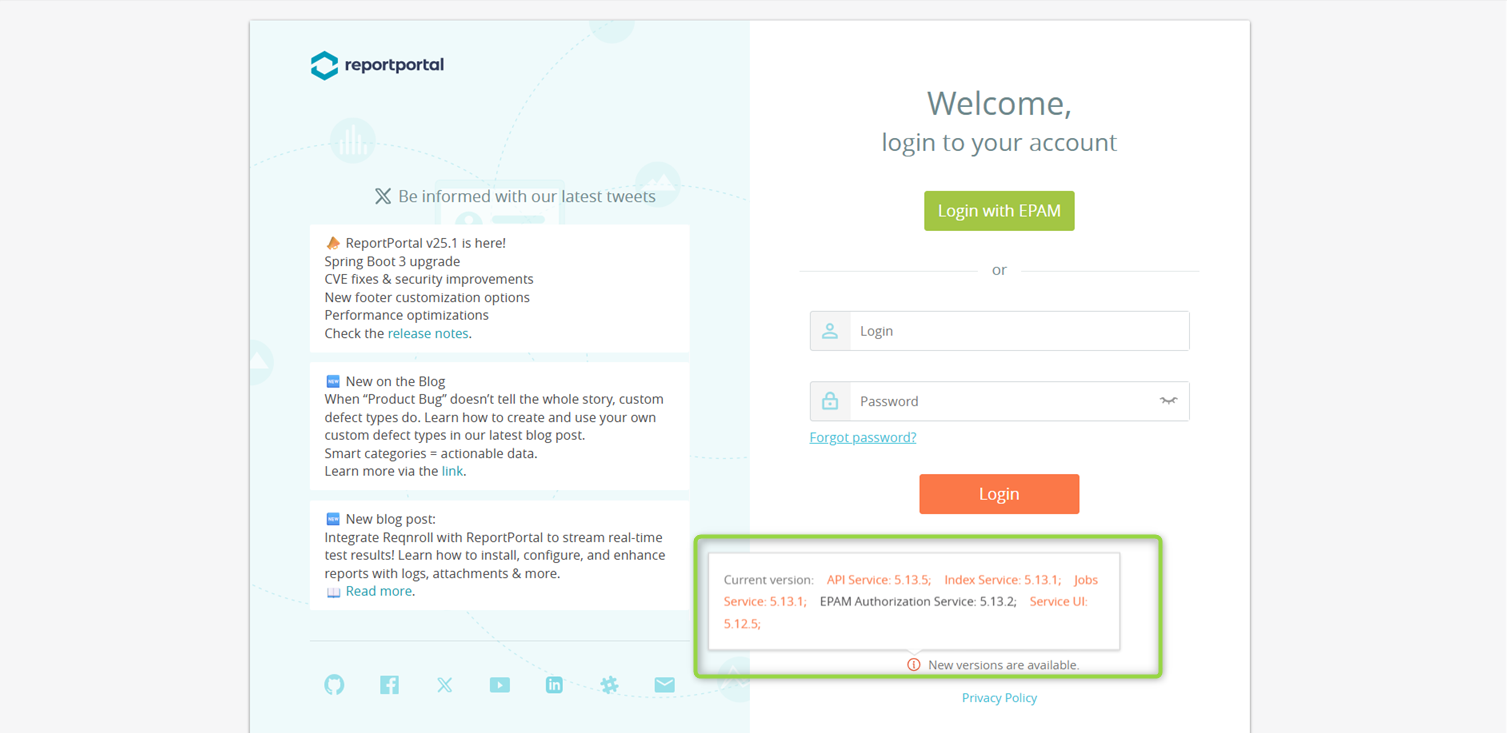 reportportal
Be informed with our latest tweets
ReportPortal v25.1 is here!
Spring Boot 3 upgrade
CVE fixes & security improvements
New footer customization options
Performance optimizations
Check the release notes.
NEW New on the Blog
When “Product Bug” doesn’t tell the whole story, custom
defect types do. Learn how to create and use your own
custom defect types in our latest blog post.
Smart categories = actionable data.
Learn more via the link.
NEW New blog post:
Integrate Reqnroll with ReportPortal to stream real-time
test results! Learn how to install, configure, and enhance
reports with logs, attachments & more.
Read more.
Welcome,
login to your account
Login with EPAM
or
Login
Password
Forgot password?
Login
Current version: API Service: 5.13.5; Index Service: 5.13.1; Jobs
Service: 5.13.1; EPAM Authorization Service: 5.13.2; Service UI:
5.12.5;
New versions are available.
Privacy Policy